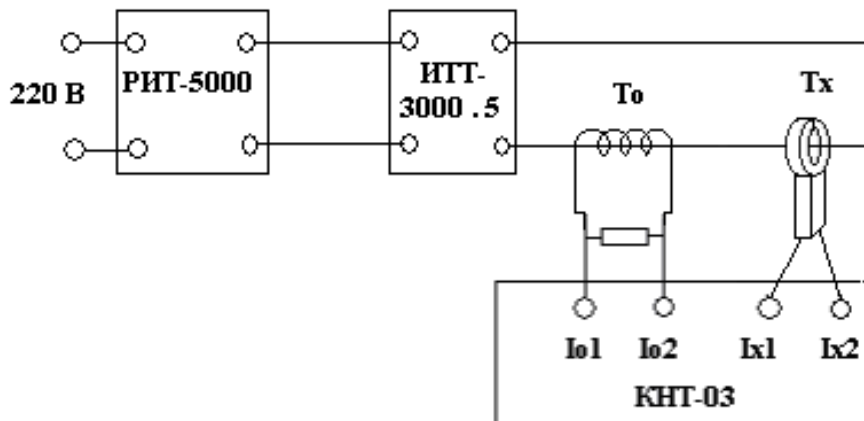 220 В
РИТ-5000
ИТТ-
3000 . 5
То
Тх
Io1
Io2
Ix1
Ix2
КНТ-03